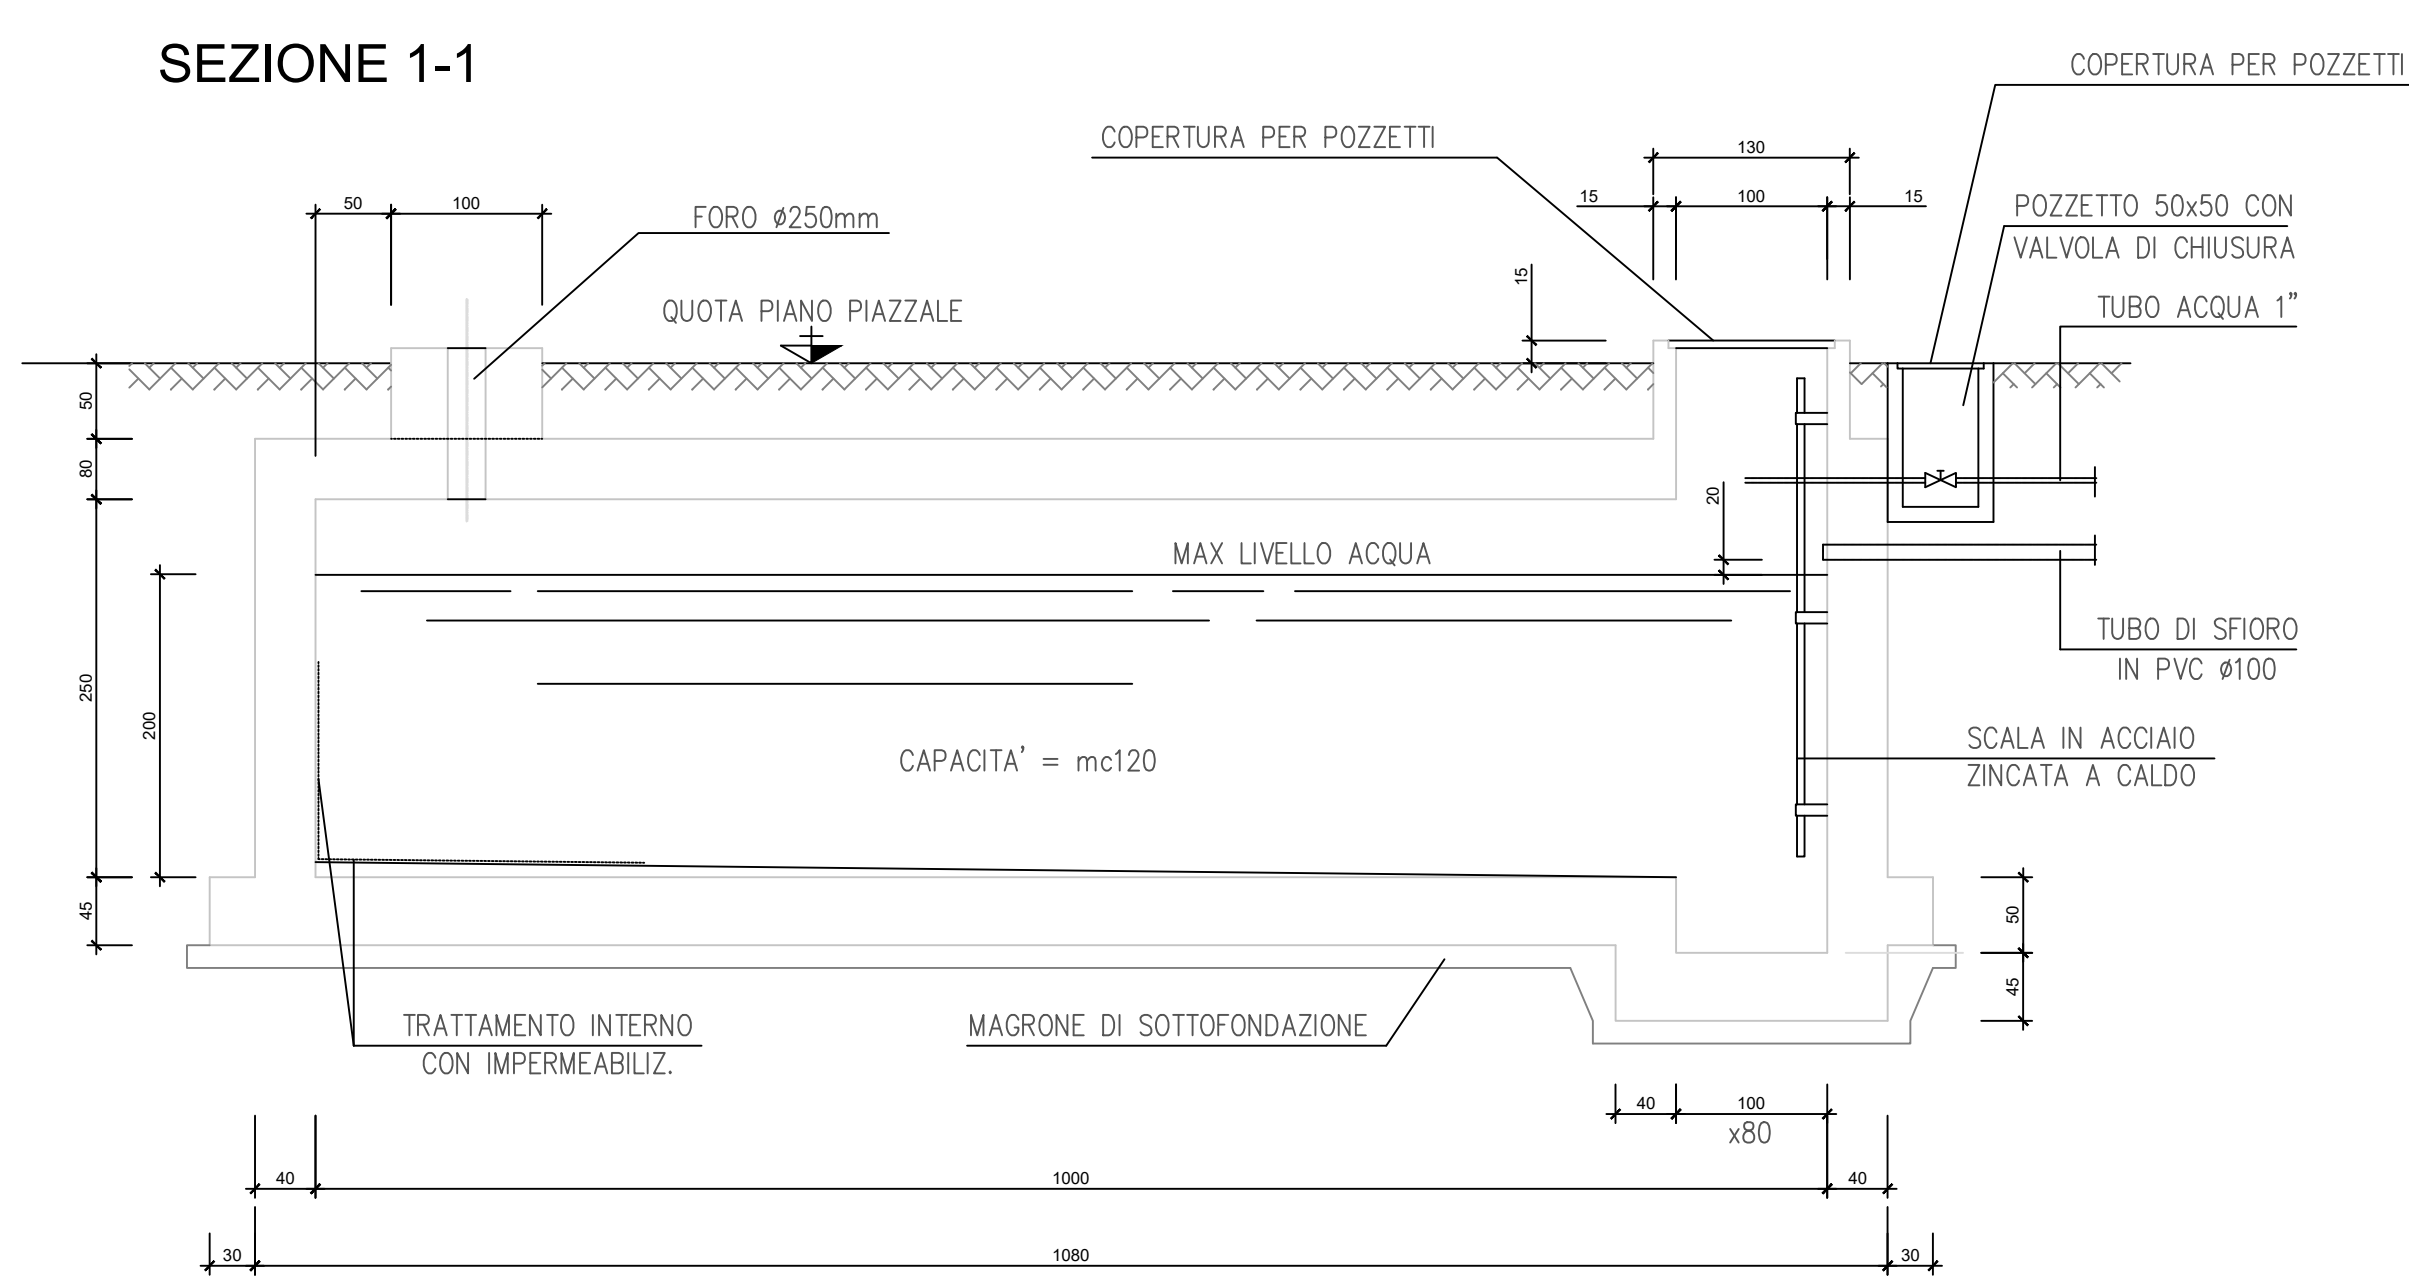 SEZIONE 1-1
COPERTURA PER POZZETTI
COPERTURA PER POZZETTI
130
50
100
15
100
15
FORO ø250mm
POZZETTO 50x50 CON
VALVOLA DI CHIUSURA
15
QUOTA PIANO PIAZZALE
TUBO ACQUA 1”
50
80
20
MAX LIVELLO ACQUA
TUBO DI SFIORO
IN PVC ø100
250
200
SCALA IN ACCIAIO
ZINCATA A CALDO
CAPACITA' = mc120
45
50
45
TRATTAMENTO INTERNO
CON IMPERMEABILIZ.
MAGRONE DI SOTTOFONDAZIONE
40
100
x80
40
1000
40
30
1080
30